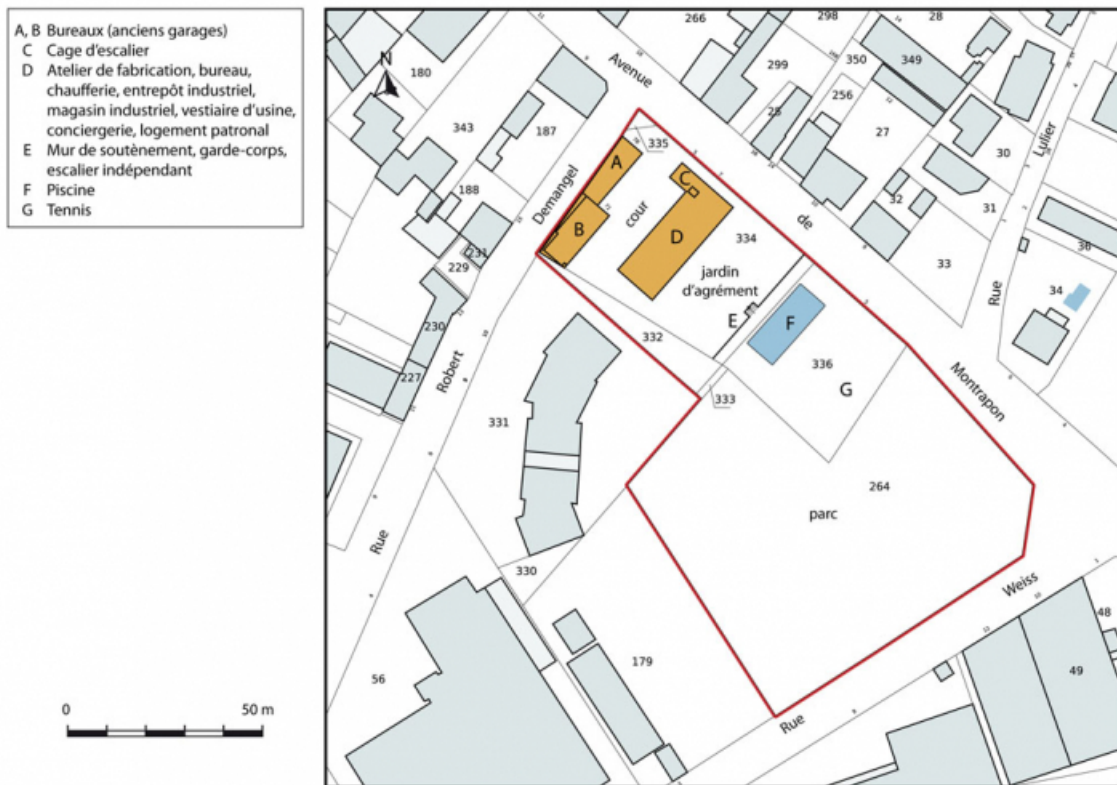 A, B Bureaux (anciens garages)
C Cage d'escalier
D Atelier de fabrication, bureau,
chaufferie, entrepôt industriel,
magasin industriel, vestiaire d'usine,
conciergerie, logement patronal
E Mur de soutènement, garde-corps,
escalier indépendant
F Piscine
G Tennis
N
0 50 m
266
298
28
180
Avenue
299
350
349
343
187
25
256
27
335
Lulier
30
A
C
188
Demangel
cour
B
D
334
de
32
31
36
231
229
33
jardin
d'agrément
Rue
34
E
F
230
332
336
Robert
227
G
Montrapon
333
331
264
parc
Rue
330
Weiss
179
56
48
49
Rue